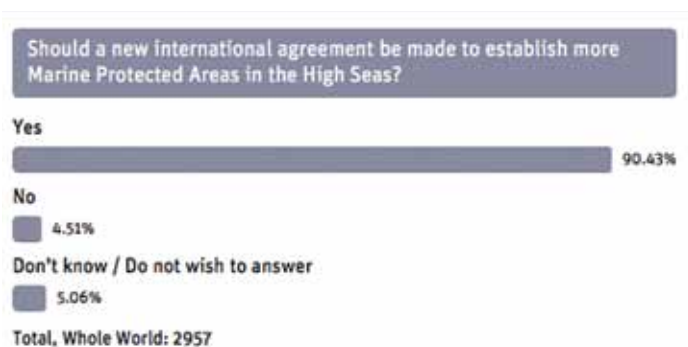 Should a new international agreement be made to establish more
Marine Protected Areas in the High Seas?
Yes
90.43%
No
4.51%
Don't know / Do not wish to answer
5.06%
Total, Whole World: 2957